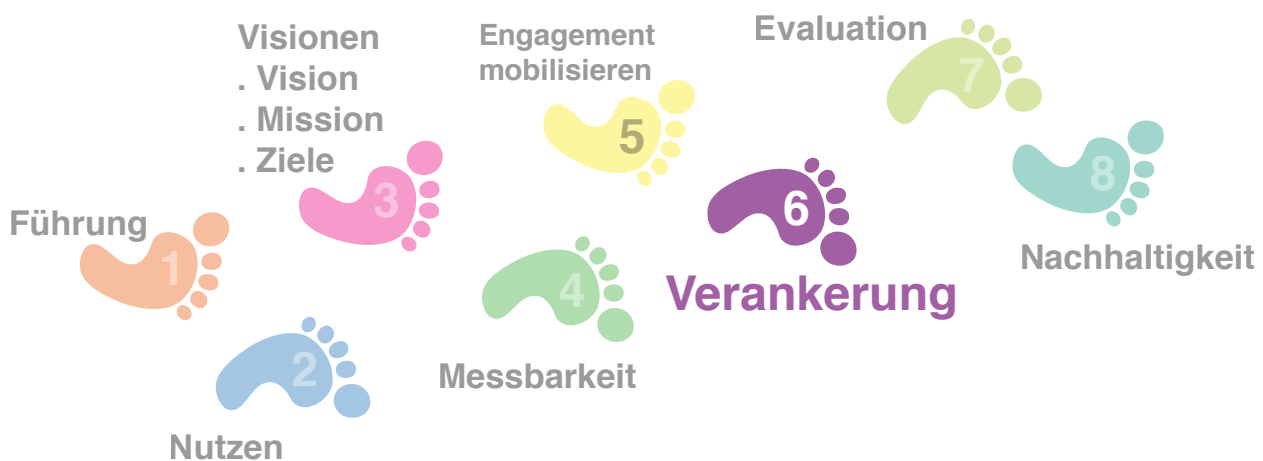 Führung
1
2
Nutzen
Visionen
. Vision
. Mission
. Ziele
3
4
Messbarkeit
Engagement
mobilisieren
5
6
Verankerung
Evaluation
7
8
Nachhaltigkeit